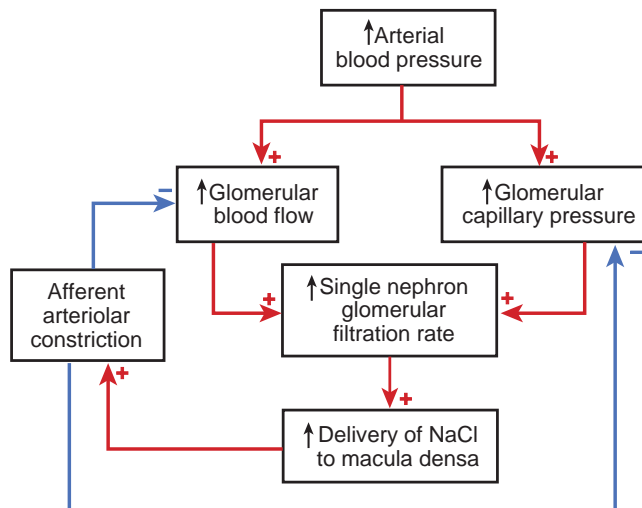 ↑Arterial
blood pressure
+
+
−
↑Glomerular
blood flow
↑Glomerular
capillary pressure
−
Afferent
arteriolar
constriction
+
↑Single nephron
glomerular
filtration rate
+
+
+
↑Delivery of NaCl
to macula densa